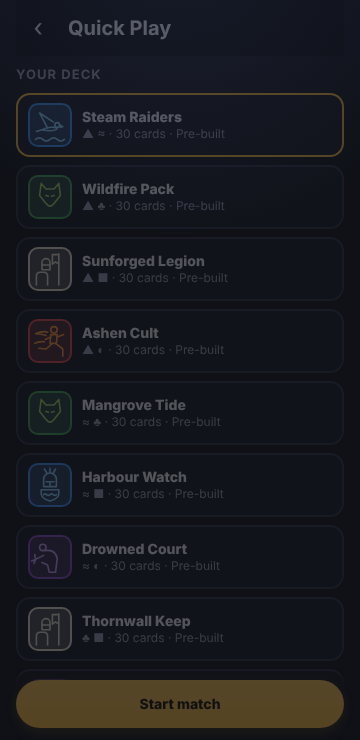 Quick Play
YOUR DECK
Steam Raiders
▲ ≈ · 30 cards · Pre-built
Wildfire Pack
▲ ♣ · 30 cards · Pre-built
Sunforged Legion
▲ ■ · 30 cards · Pre-built
Ashen Cult
▲ ◖ · 30 cards · Pre-built
Mangrove Tide
≈ ♣ · 30 cards · Pre-built
Harbour Watch
≈ ■ · 30 cards · Pre-built
Drowned Court
≈ ◖ · 30 cards · Pre-built
Thornwall Keep
♣ ■ · 30 cards · Pre-built
Start match